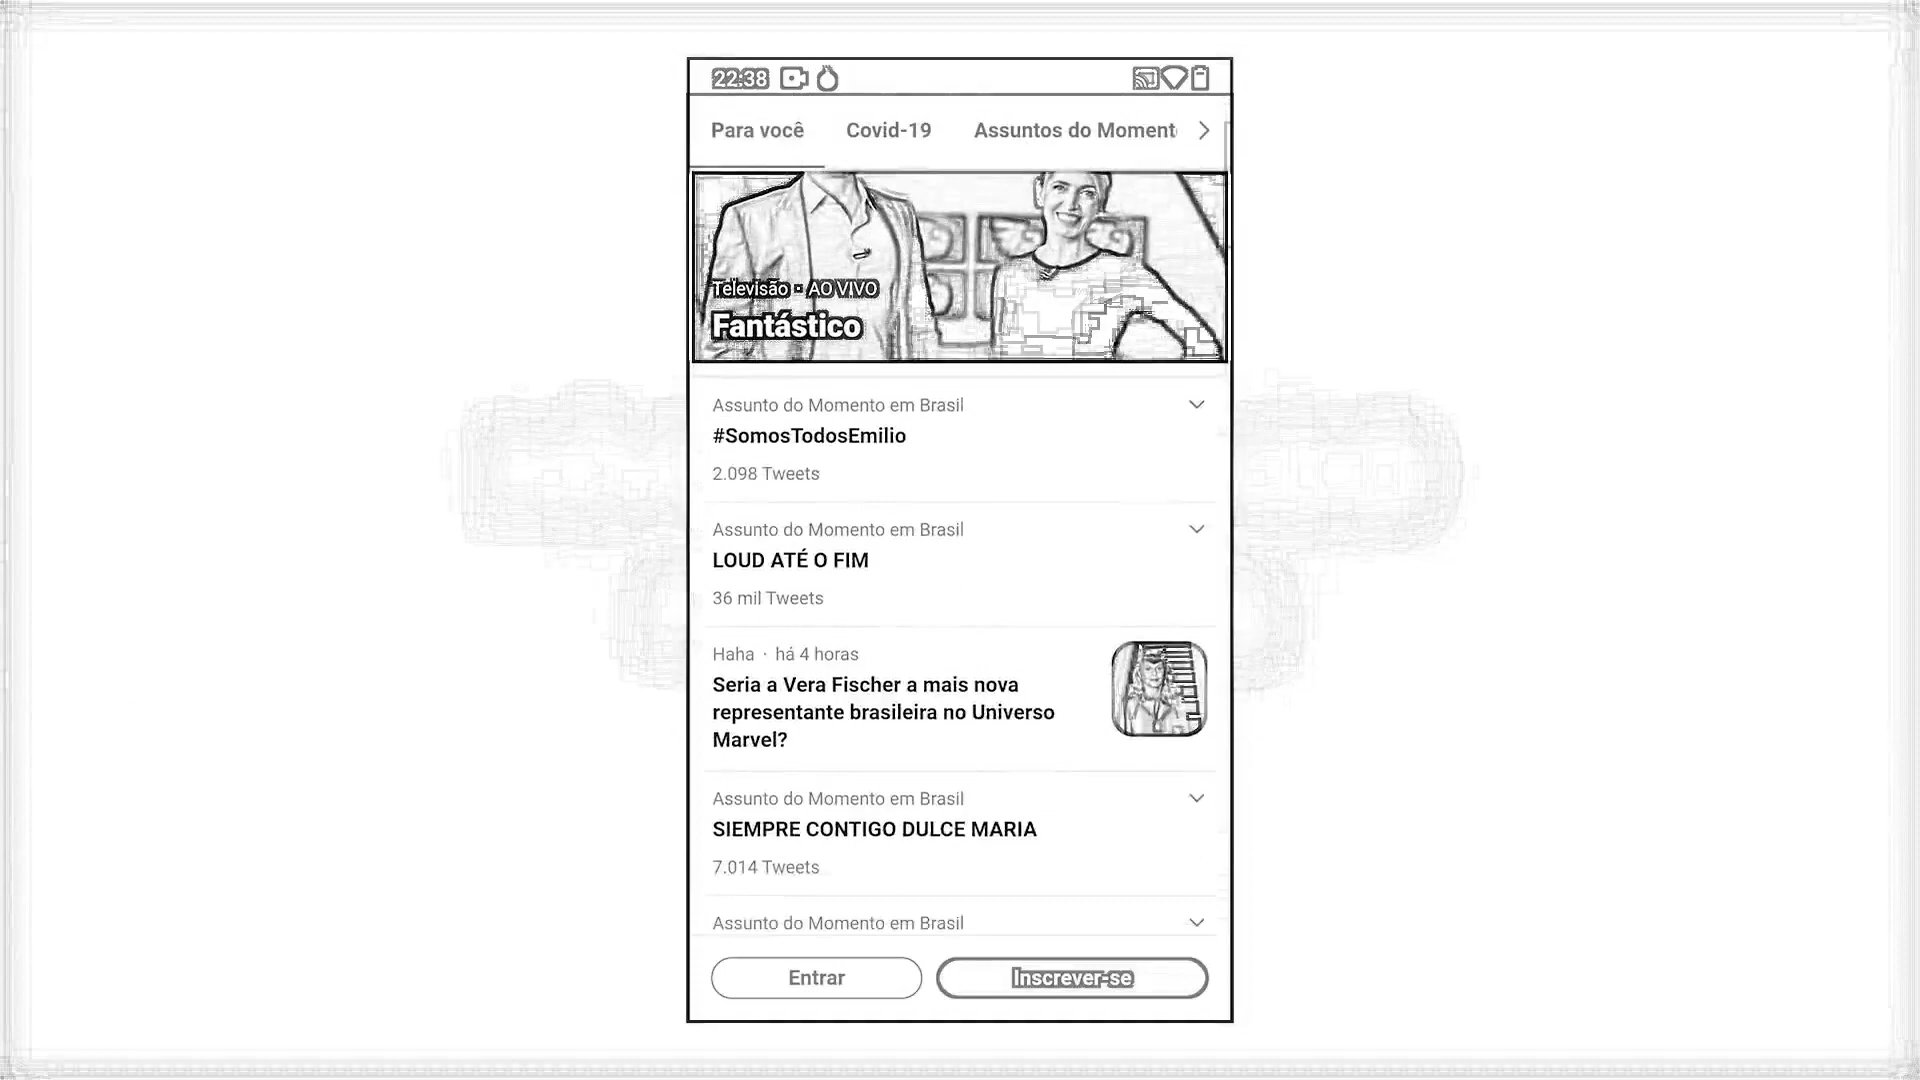 22:38
Para você
Covid-19
Assuntos do Moment
Televisão • AO VIVO
Fantástico
Assunto do Momento em Brasil
#SomosTodosEmilio
2.098 Tweets
Assunto do Momento em Brasil
LOUD ATÉ O FIM
36 mil Tweets
Haha · há 4 horas
Seria a Vera Fischer a mais nova
representante brasileira no Universo
Marvel?
Assunto do Momento em Brasil
SIEMPRE CONTIGO DULCE MARIA
7.014 Tweets
Assunto do Momento em Brasil
Entrar
Inscrever-se